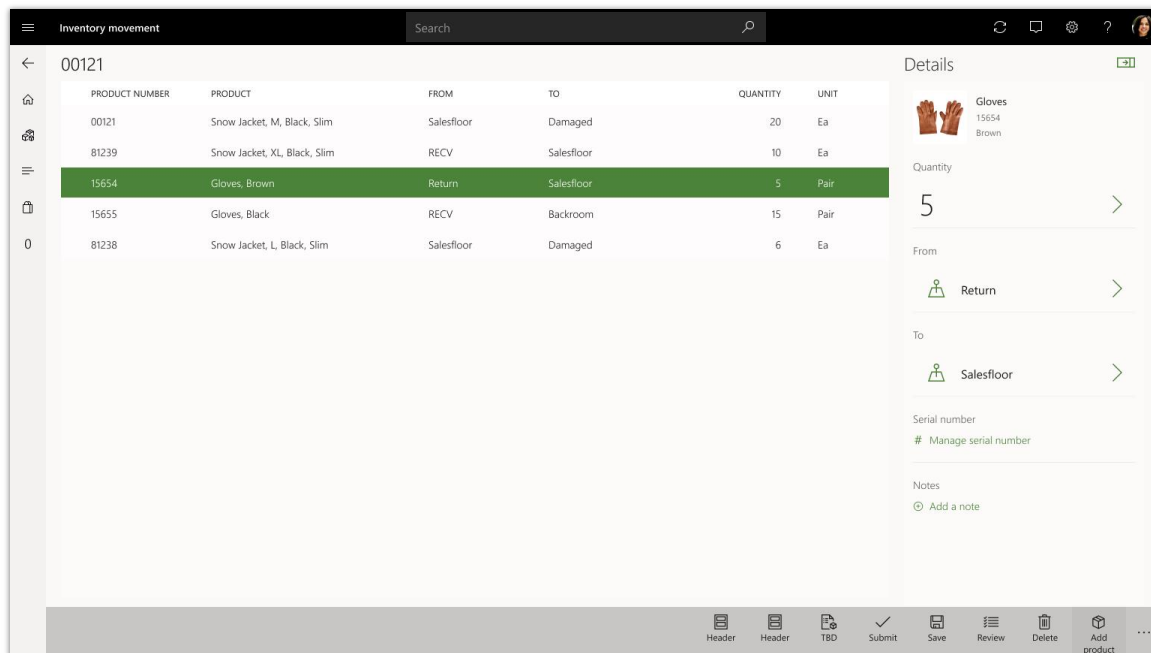 Inventory movement
Search
?
00121
PRODUCT NUMBER PRODUCT FROM TO QUANTITY UNIT
00121 Snow Jacket, M, Black, Slim Salesfloor Damaged 20 Ea
81239 Snow Jacket, XL, Black, Slim RECV Salesfloor 10 Ea
15654 Gloves, Brown Return Salesfloor 5 Pair
15655 Gloves, Black RECV Backroom 15 Pair
81238 Snow Jacket, L, Black, Slim Salesfloor Damaged 6 Ea
0
Details
Gloves
15654
Brown
Quantity
5
From
Return
To
Salesfloor
Serial number
# Manage serial number
Notes
Add a note
Header Header TBD Submit Save Review Delete Add
product
...